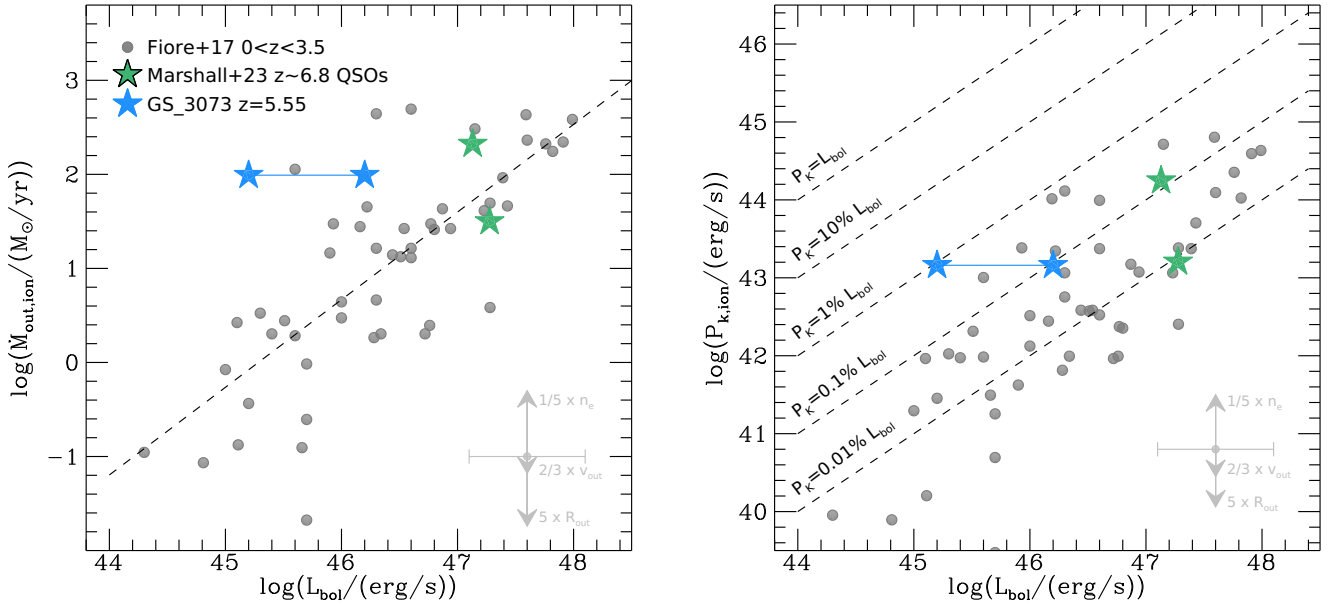 Fiore+17 0<z<3.5
Marshall+23 z~6.8 QSOs
GS_3073 z=5.55
3
2
1
0
−1
log(Ṁout,ion/(M⊙/yr))
1/5 x ne
2/3 x vout
5 x Rout
44 45 46 47 48
log(Lbol/(erg/s))
46
45
44
43
42
41
40
log(Pk,ion/(erg/s))
PK=Lbol
PK=10% Lbol
PK=1% Lbol
PK=0.1% Lbol
PK=0.01% Lbol
1/5 x ne
2/3 x vout
5 x Rout
44 45 46 47 48
log(Lbol/(erg/s))